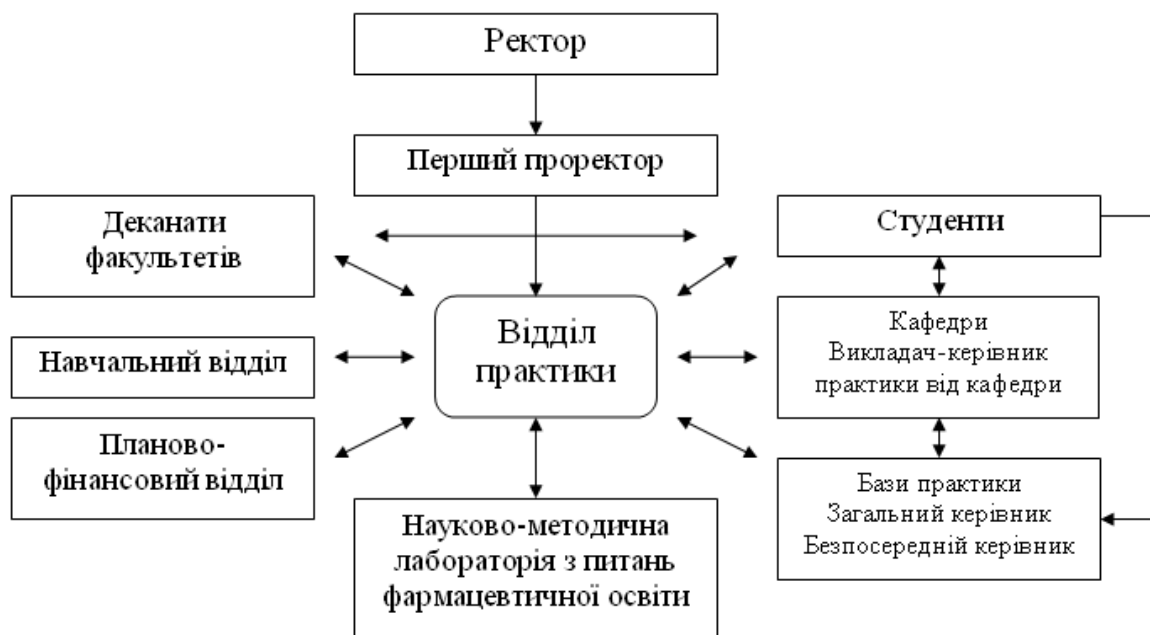 Ректор
Перший проректор
Деканати
факультетів
Студенти
Відділ
практики
Навчальний відділ
Кафедри
Викладач-керівник
практики від кафедри
Планово-
фінансовий відділ
Бази практики
Загальний керівник
Безпосередній керівник
Науково-методична
лабораторія з питань
фармацевтичної освіти